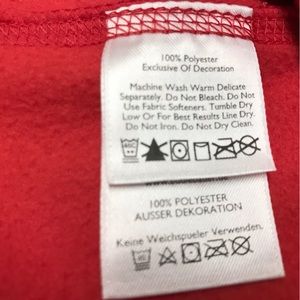 100% Polyester
Exclusive Of Decoration
Machine Wash Warm Delicate
Separately. Do Not Bleach. Do Not
Use Fabric Softeners. Tumble Dry
Low Or For Best Results Line Dry.
Do Not Iron. Do Not Dry Clean.
100% POLYESTER
AUSSER DEKORATION
Keine Weichspueler Verwenden.